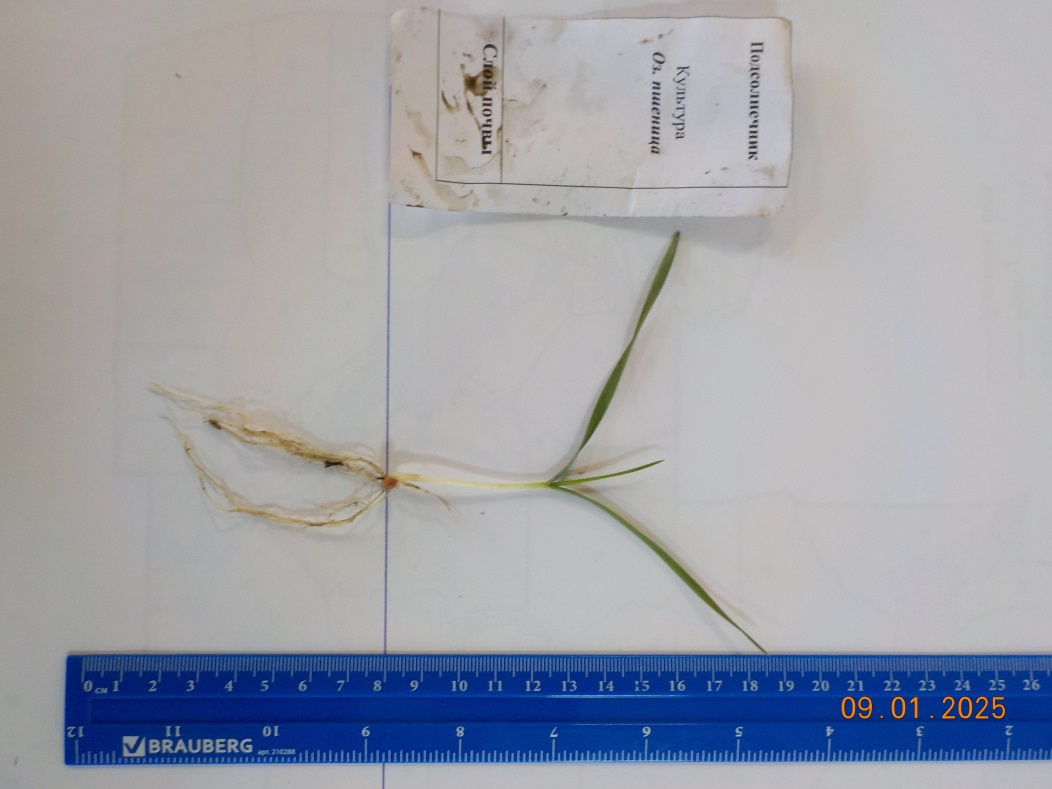 Подсолнечник
Культура
Оз. пшеница
Слой почвы
0 см 1 2 3 4 5 6 7 8 9 10 11 12 13 14 15 16 17 18 19 20 21 22 23 24 25 26
09.01.2025
12 11 10 9 8 7 6 5 4 3 2
BRAUBERG арт. 210288